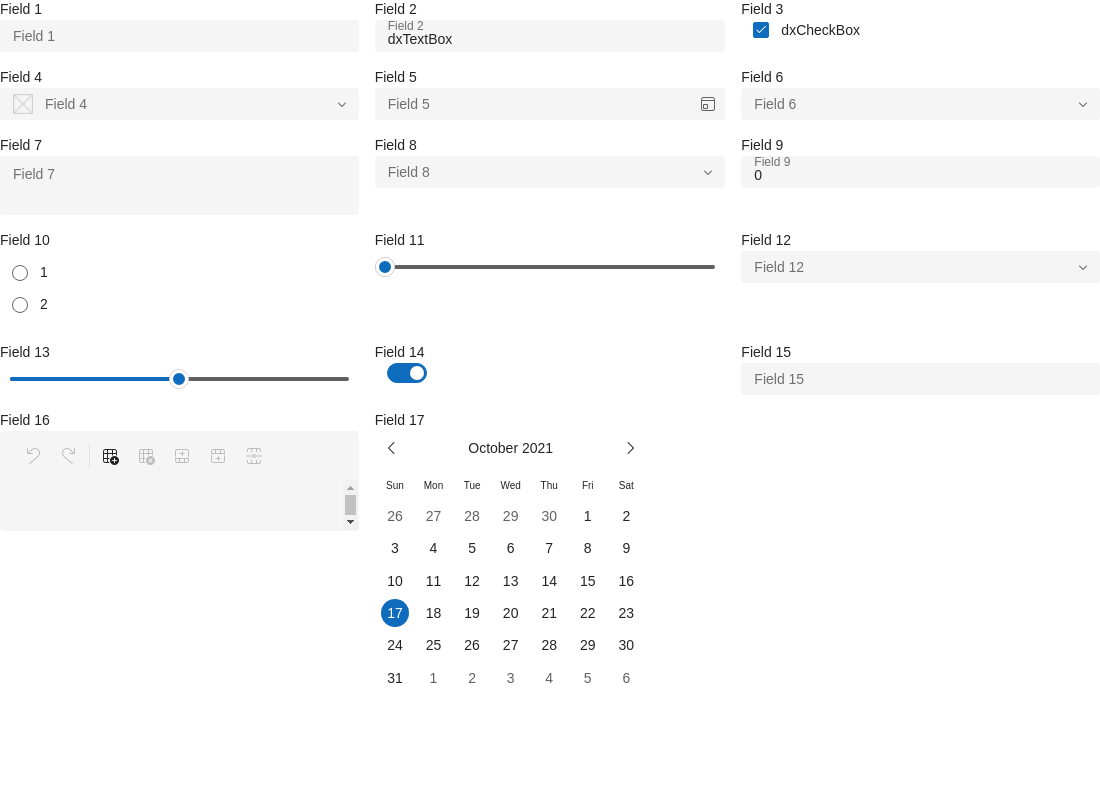 Field 1
Field 1
Field 2
Field 2
dxTextBox
Field 3
dxCheckBox
Field 4
Field 4
Field 5
Field 5
Field 6
Field 6
Field 7
Field 7
Field 8
Field 8
Field 9
Field 9
0
Field 10
1
2
Field 11
Field 12
Field 12
Field 13
Field 14
Field 15
Field 15
Field 16
Field 17
October 2021
Sun Mon Tue Wed Thu Fri Sat
26 27 28 29 30 1 2
3 4 5 6 7 8 9
10 11 12 13 14 15 16
17 18 19 20 21 22 23
24 25 26 27 28 29 30
31 1 2 3 4 5 6